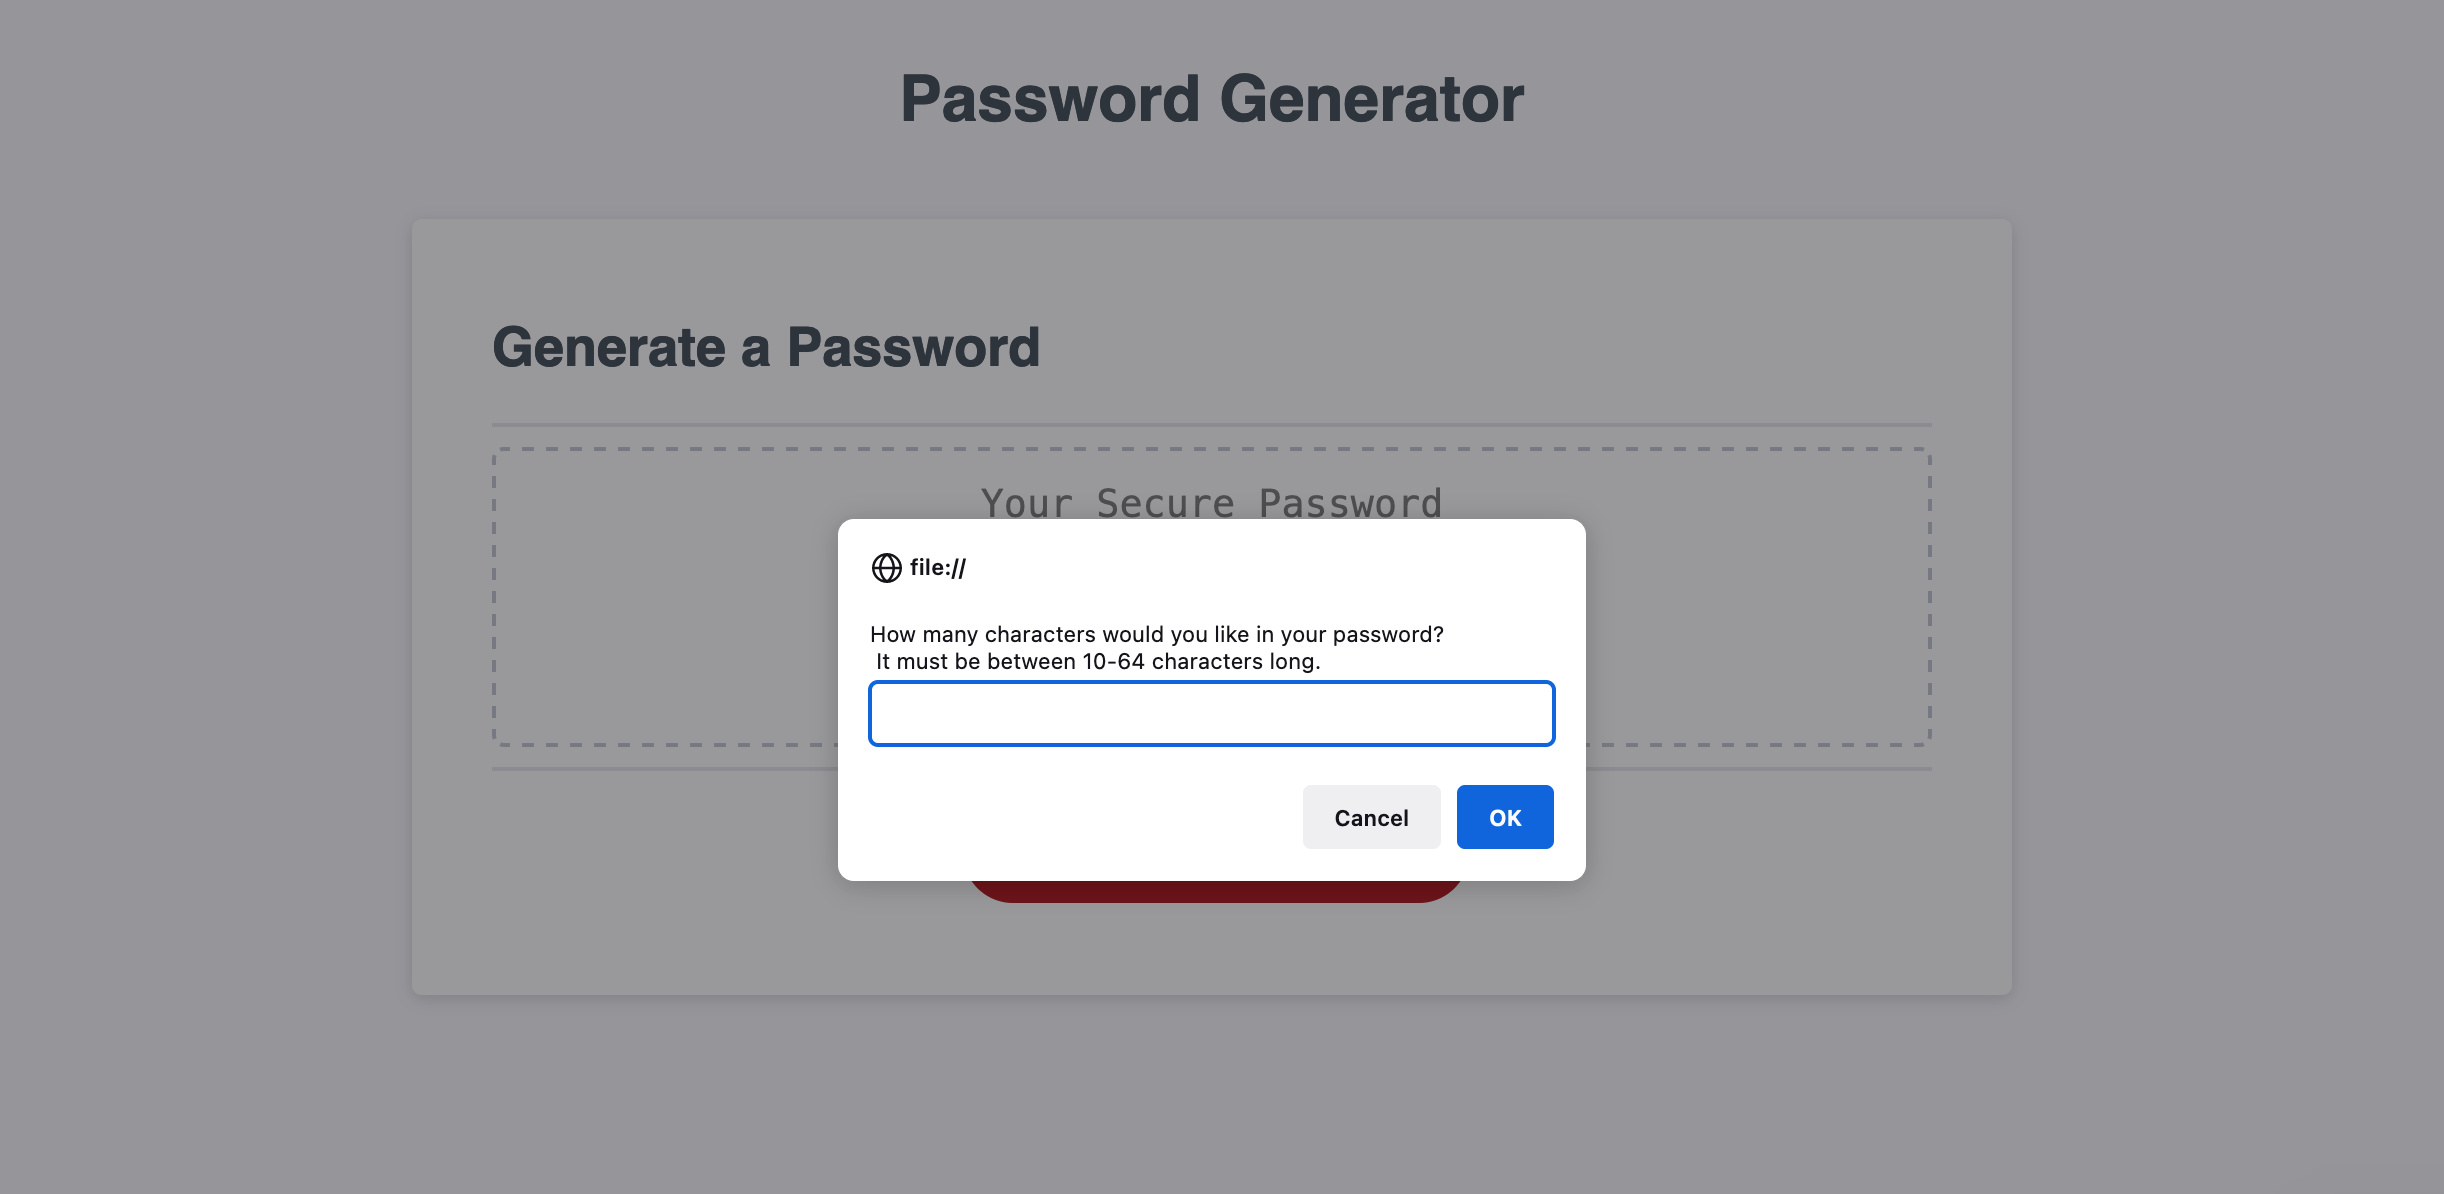 Password Generator
Generate a Password
Your Secure Password
file://
How many characters would you like in your password?
It must be between 10-64 characters long.
Cancel
OK